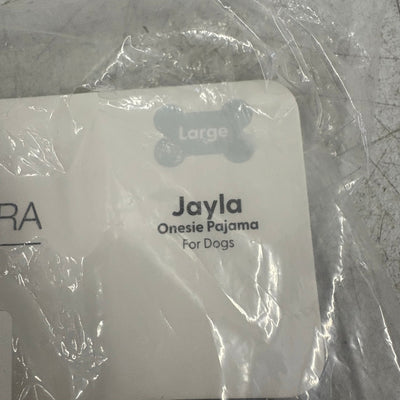 Large
RA
Jayla
Onesie Pajama
For Dogs